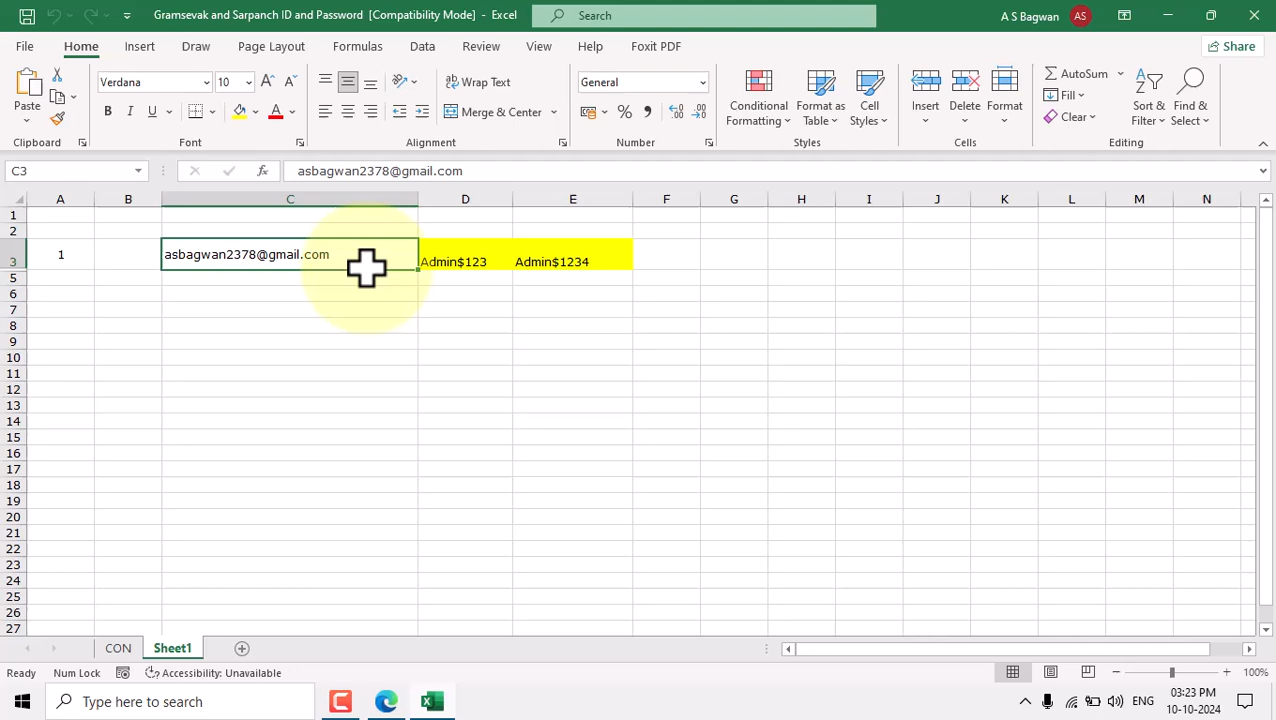 Gramsevak and Sarpanch ID and Password [Compatibility Mode] - Excel
Search
A S Bagwan AS
File Home Insert Draw Page Layout Formulas Data Review View Help Foxit PDF Share
Paste
Clipboard
Verdana 10
B I U
A
Font
Wrap Text
Merge & Center
Alignment
General
%
Number
Conditional Formatting
Format as Table
Cell Styles
Styles
Insert
Delete
Format
Cells
AutoSum
Fill
Clear
Sort & Filter
Find & Select
Editing
C3 fx asbagwan2378@gmail.com
A B C D E F G H I J K L M N
1
2
3 1 asbagwan2378@gmail.com Admin$123 Admin$1234
5
6
7
8
9
10
11
12
13
14
15
16
17
18
19
20
21
22
23
24
25
26
27
CON Sheet1
Ready Num Lock Accessibility: Unavailable 100%
Type here to search
ENG
03:23 PM
10-10-2024